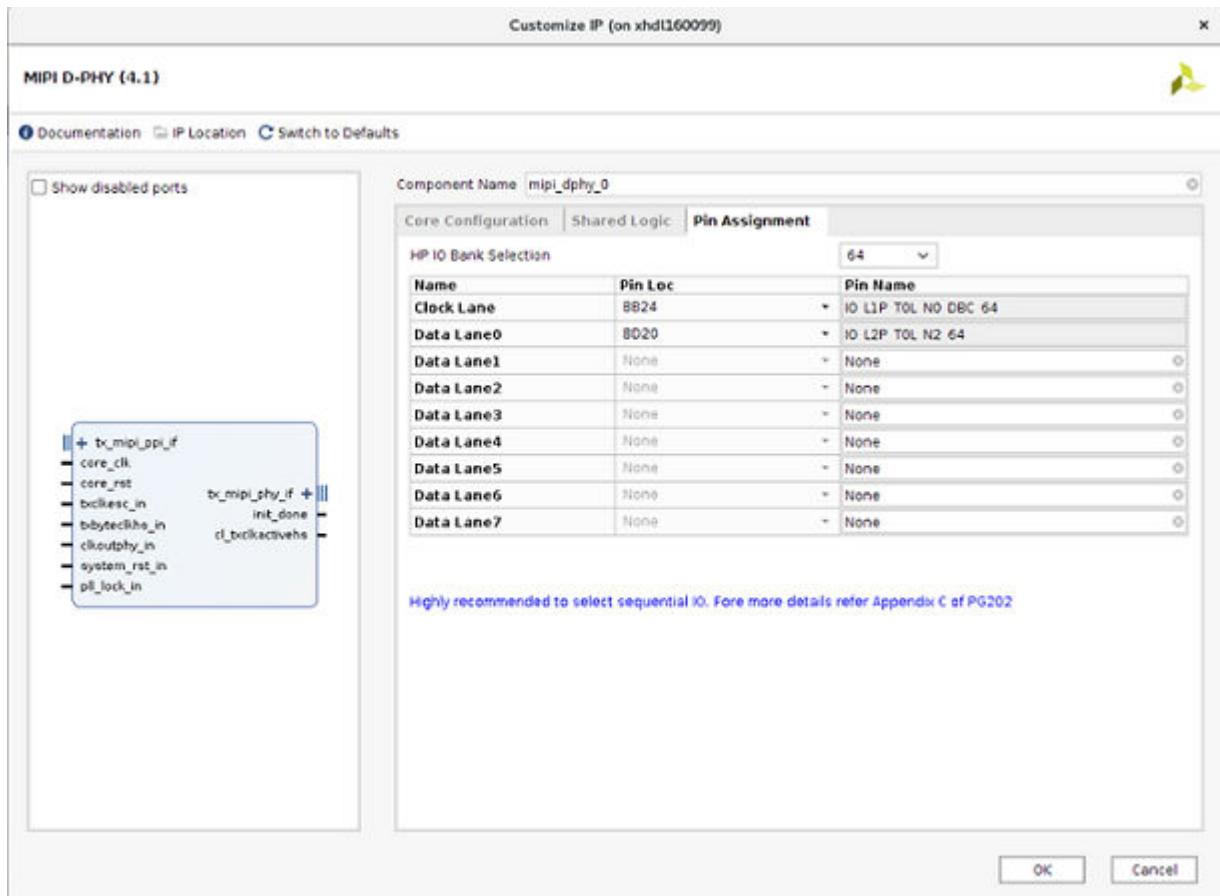 Customize IP (on xhdl160099)
MIPI D-PHY (4.1)
Documentation IP Location Switch to Defaults
Show disabled ports
tx_mipi_ppi_if
core_clk
core_rst
txclkesc_in
txbyteclkhs_in
clkoutphy_in
system_rst_in
pll_lock_in
tx_mipi_phy_if
init_done
cl_txclkactivehs
Component Name mipi_dphy_0
Core Configuration Shared Logic Pin Assignment
HP IO Bank Selection 64
Name Pin Loc Pin Name
Clock Lane BB24 IO L1P T0L N0 DBC 64
Data Lane0 BD20 IO L2P T0L N2 64
Data Lane1 None None
Data Lane2 None None
Data Lane3 None None
Data Lane4 None None
Data Lane5 None None
Data Lane6 None None
Data Lane7 None None
Highly recommended to select sequential IO. Fore more details refer Appendix C of PG202
OK Cancel